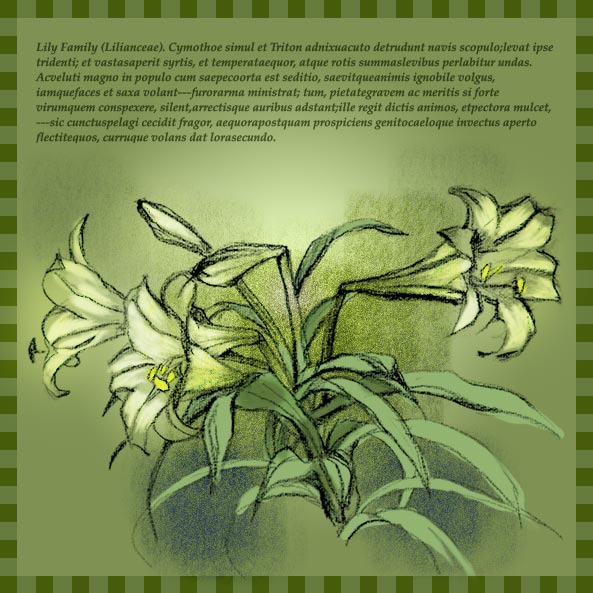 Lily Family (Lilianceae). Cymothoe simul et Triton adnixuacuto detrudunt navis scopulo;levat ipse
tridenti; et vastasaperit syrtis, et temperataequor, atque rotis summaslevibus perlabitur undas.
Acveluti magno in populo cum saepecoorta est seditio, saevitqueanimis ignobile volgus,
iamquefaces et saxa volant---furorarma ministrat; tum, pietategravem ac meritis si forte
virumquem conspexere, silent,arrectisque auribus adstant;ille regit dictis animos, etpectora mulcet,
---sic cunctuspelagi cecidit fragor, aequorapostquam prospiciens genitocaeloque invectus aperto
flectitequos, curruque volans dat lorasecundo.